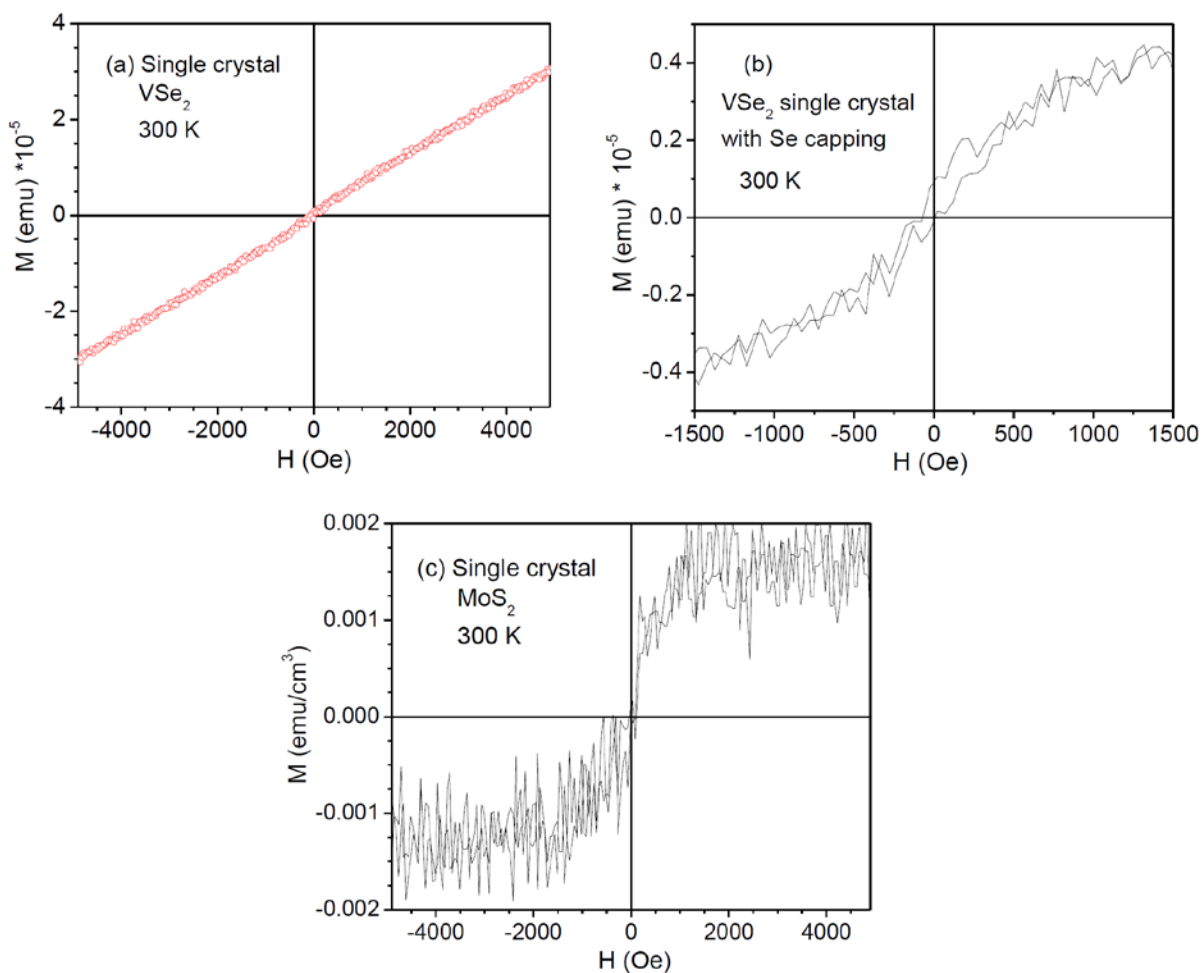 (a) Single crystal
VSe₂
300 K
M (emu) *10⁻⁵
4
2
0
-2
-4
-4000
-2000
0
2000
4000
H (Oe)
(b)
VSe₂ single crystal
with Se capping
300 K
M (emu) * 10⁻⁵
0.4
0.2
0.0
-0.2
-0.4
-1500
-1000
-500
0
500
1000
1500
H (Oe)
(c) Single crystal
MoS₂
300 K
M (emu/cm³)
0.002
0.001
0.000
-0.001
-0.002
-4000
-2000
0
2000
4000
H (Oe)